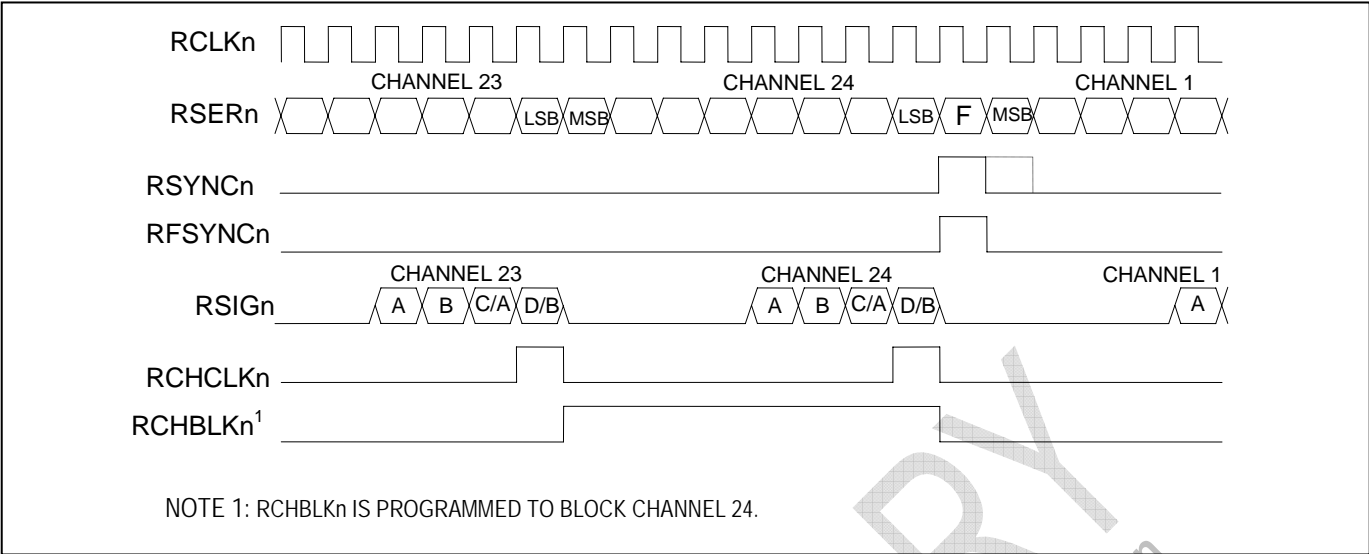 RCLKn
CHANNEL 23 CHANNEL 24 CHANNEL 1
RSERn LSB MSB LSB F MSB
RSYNCn
RFSYNCn
CHANNEL 23 CHANNEL 24 CHANNEL 1
RSIGn A B C/A D/B A B C/A D/B A
RCHCLKn
RCHBLKn1
NOTE 1: RCHBLKn IS PROGRAMMED TO BLOCK CHANNEL 24.